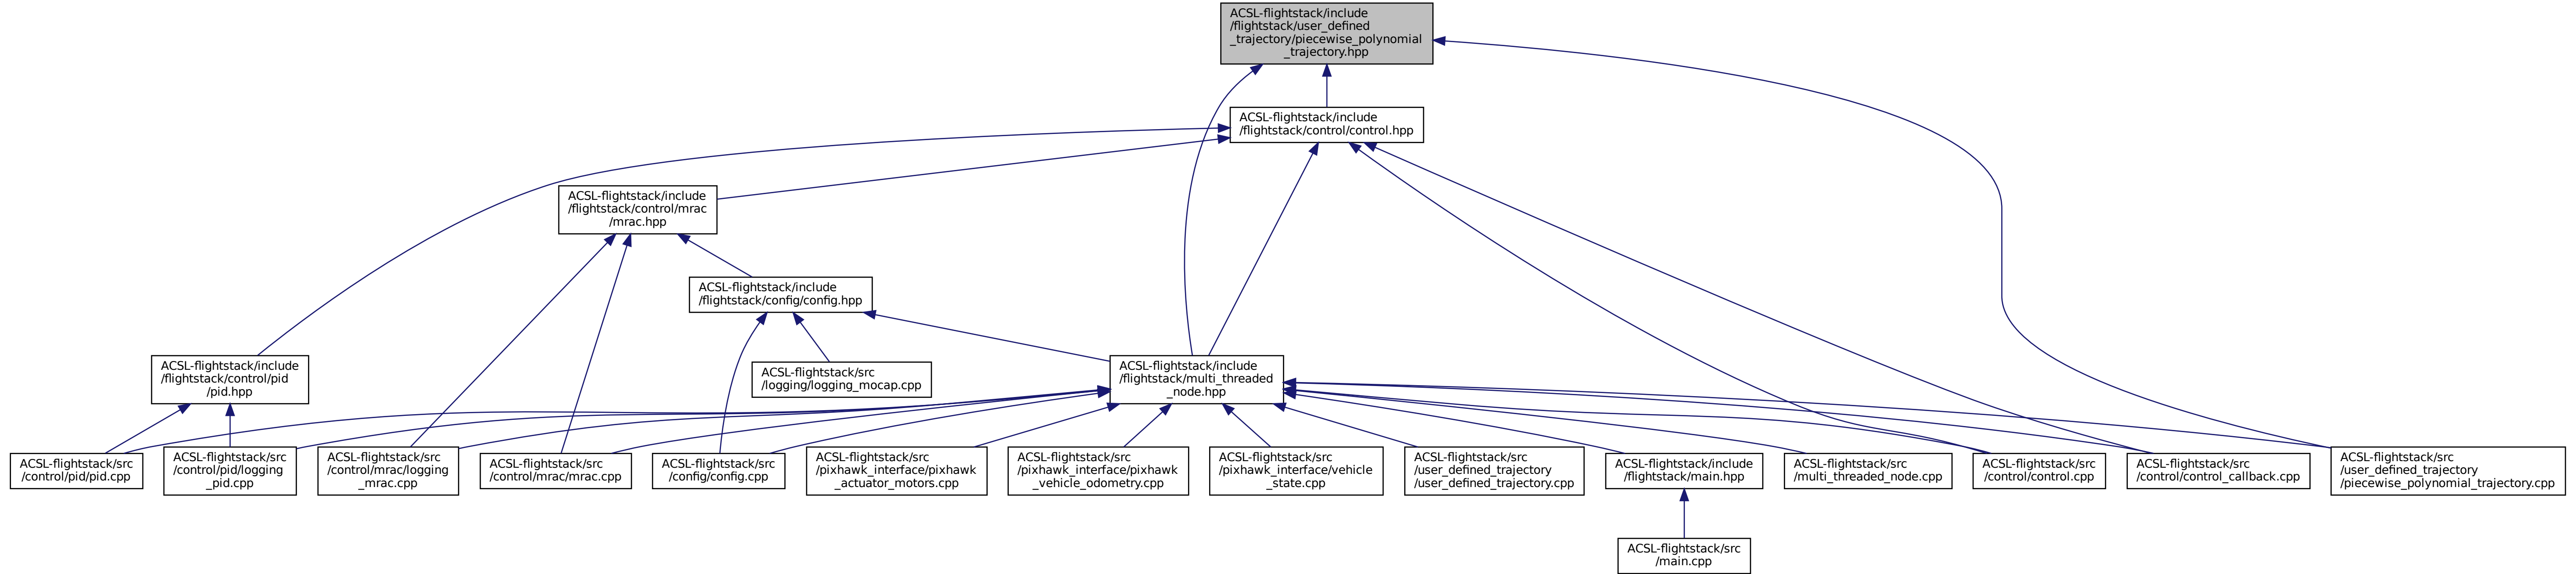 ACSL-flightstack/include
/flightstack/user_defined
_trajectory/piecewise_polynomial
_trajectory.hpp
ACSL-flightstack/include
/flightstack/control/control.hpp
ACSL-flightstack/include
/flightstack/control/mrac
/mrac.hpp
ACSL-flightstack/include
/flightstack/config/config.hpp
ACSL-flightstack/include
/flightstack/control/pid
/pid.hpp
ACSL-flightstack/src
/logging/logging_mocap.cpp
ACSL-flightstack/include
/flightstack/multi_threaded
_node.hpp
ACSL-flightstack/src
/control/pid/pid.cpp
ACSL-flightstack/src
/control/pid/logging
_pid.cpp
ACSL-flightstack/src
/control/mrac/logging
_mrac.cpp
ACSL-flightstack/src
/control/mrac/mrac.cpp
ACSL-flightstack/src
/config/config.cpp
ACSL-flightstack/src
/pixhawk_interface/pixhawk
_actuator_motors.cpp
ACSL-flightstack/src
/pixhawk_interface/pixhawk
_vehicle_odometry.cpp
ACSL-flightstack/src
/pixhawk_interface/vehicle
_state.cpp
ACSL-flightstack/src
/user_defined_trajectory
/user_defined_trajectory.cpp
ACSL-flightstack/include
/flightstack/main.hpp
ACSL-flightstack/src
/multi_threaded_node.cpp
ACSL-flightstack/src
/control/control.cpp
ACSL-flightstack/src
/control/control_callback.cpp
ACSL-flightstack/src
/user_defined_trajectory
/piecewise_polynomial_trajectory.cpp
ACSL-flightstack/src
/main.cpp